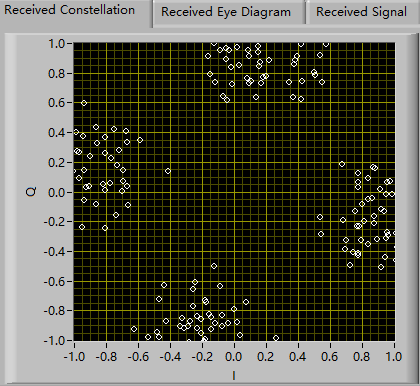 Received Constellation Received Eye Diagram Received Signal
1.0
0.8
0.6
0.4
0.2
0.0
-0.2
-0.4
-0.6
-0.8
-1.0
Q
-1.0 -0.8 -0.6 -0.4 -0.2 0.0 0.2 0.4 0.6 0.8 1.0
I